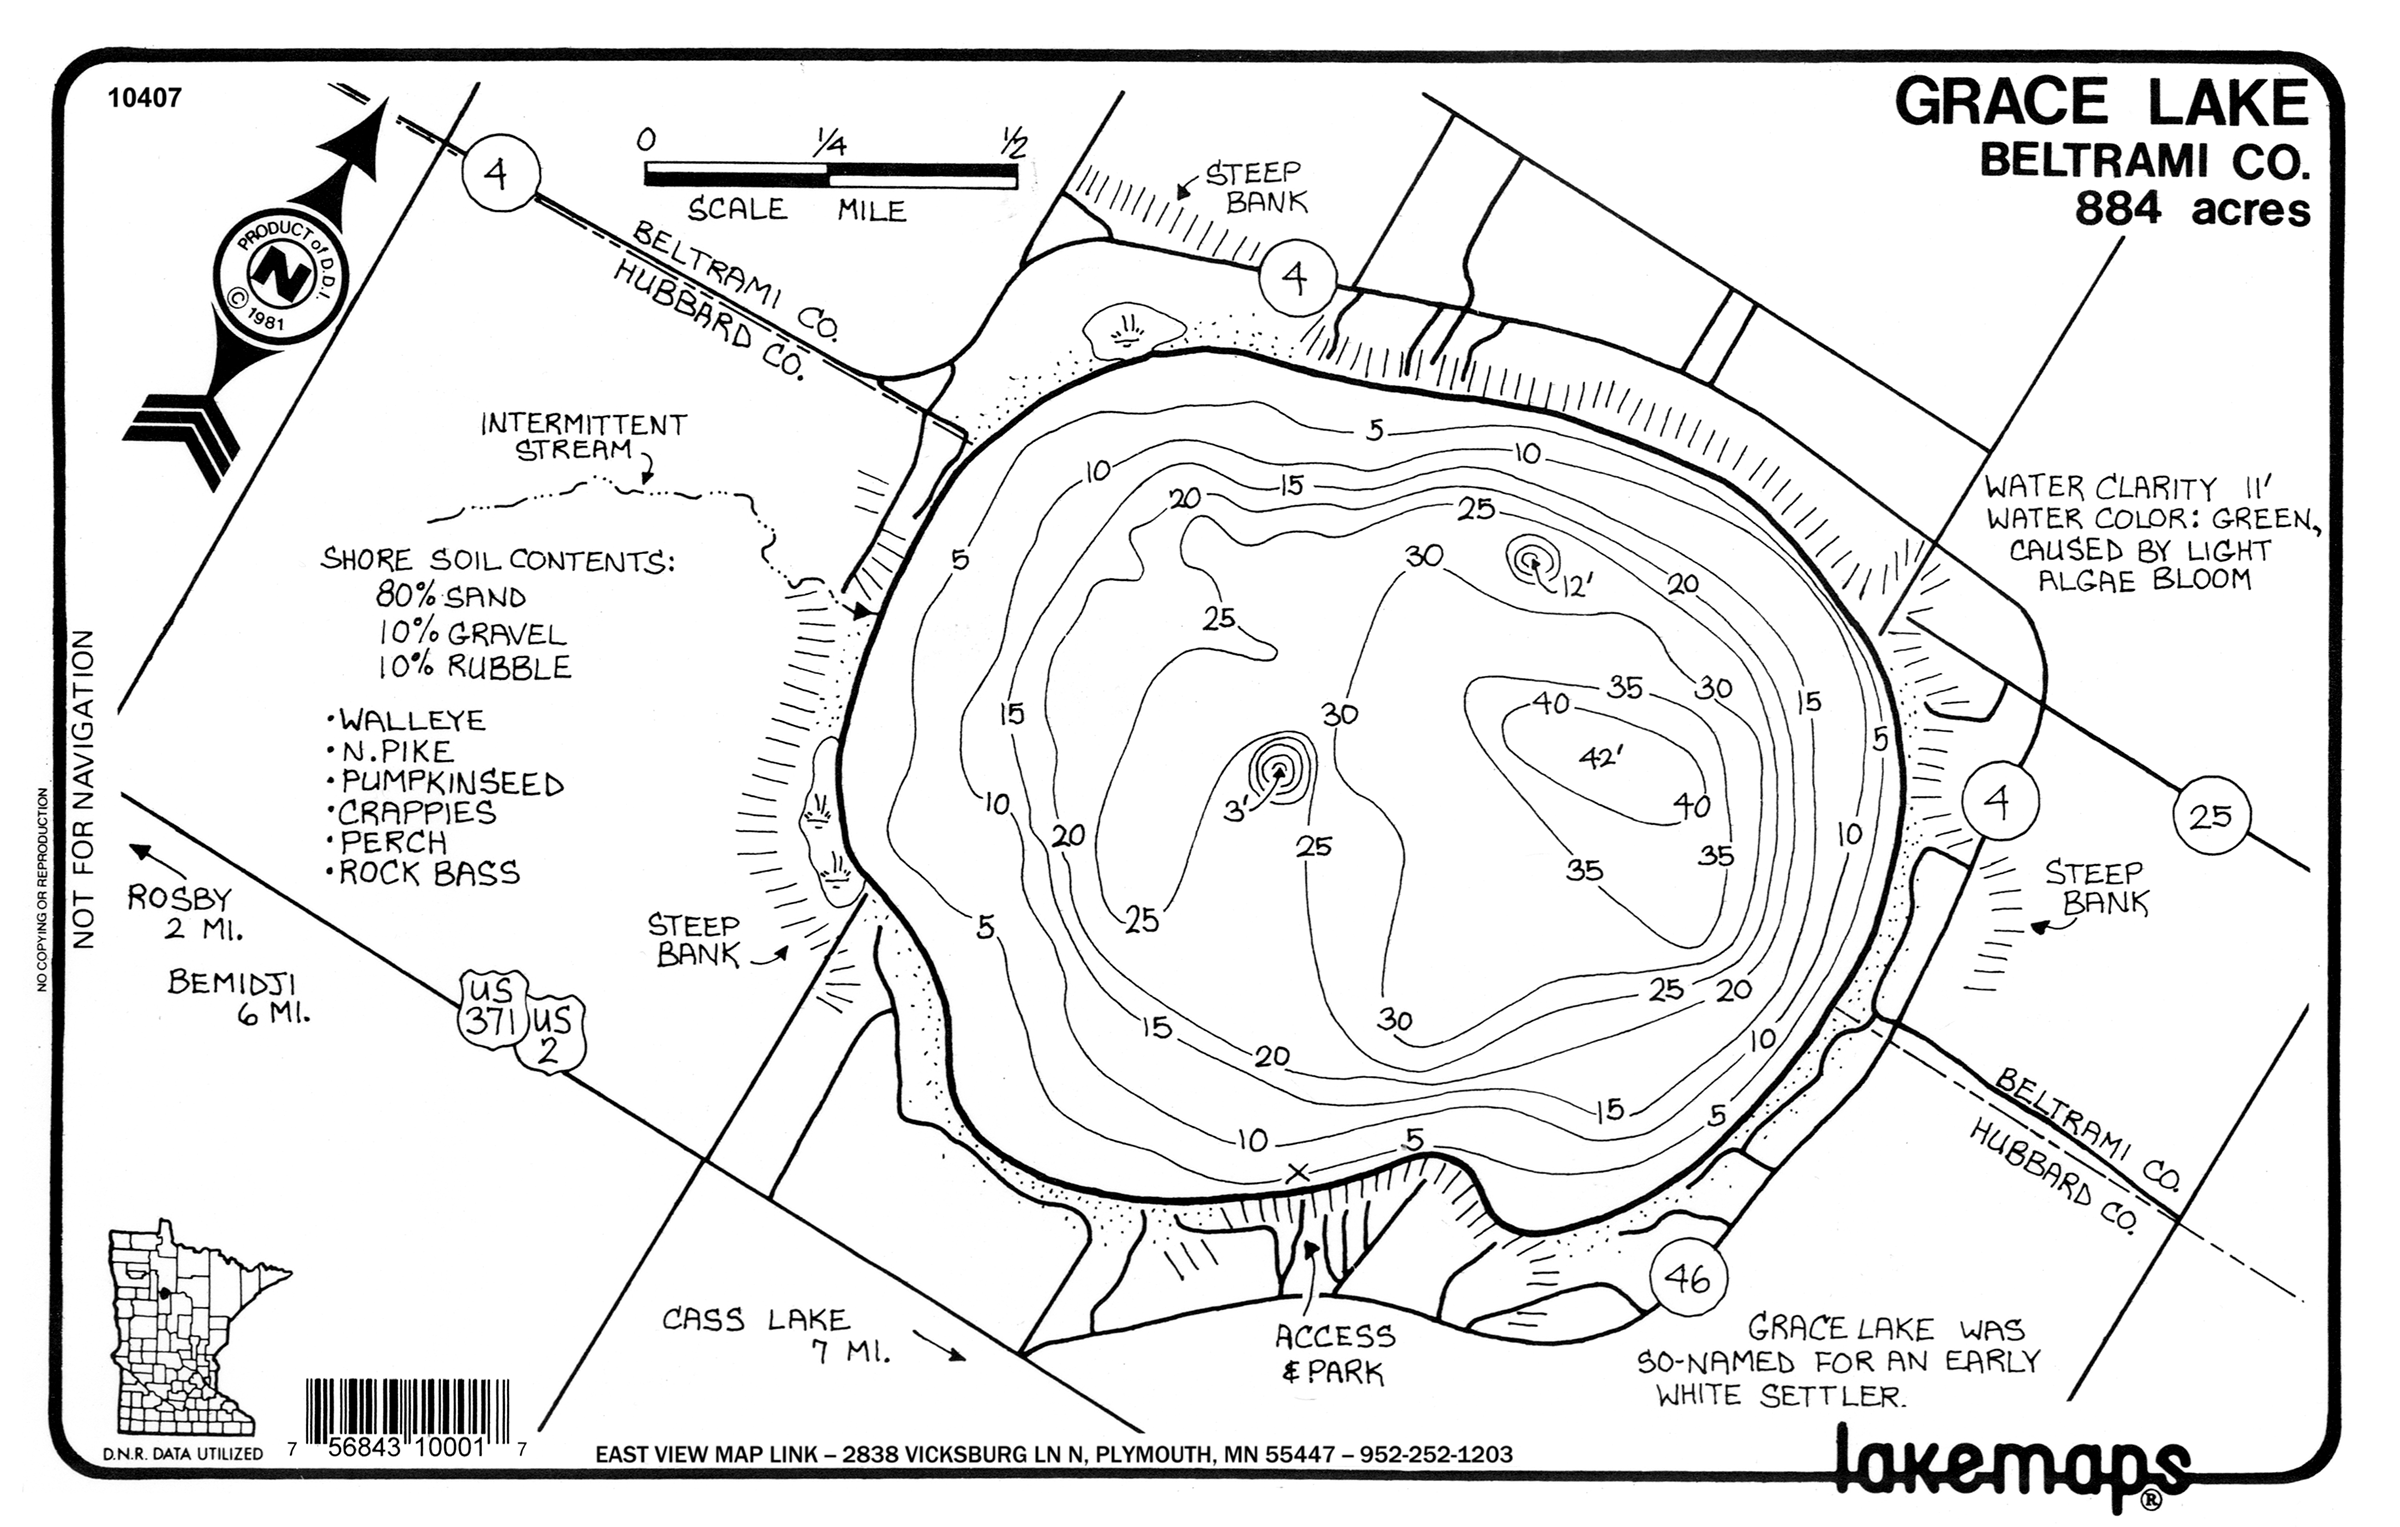 10407
GRACE LAKE
BELTRAMI CO.
884 acres
PRODUCT of D.D.I.
N
© 1981
4
0 1/4 1/2
SCALE MILE
BELTRAMI CO.
HUBBARD CO.
STEEP
BANK
4
INTERMITTENT
STREAM
WATER CLARITY 11'
WATER COLOR: GREEN,
CAUSED BY LIGHT
ALGAE BLOOM
SHORE SOIL CONTENTS:
80% SAND
10% GRAVEL
10% RUBBLE
•WALLEYE
•N.PIKE
•PUMPKINSEED
•CRAPPIES
•PERCH
•ROCK BASS
5
10
10
15
20
25
5
30
12'
20
25
15
30
35
30
15
40
5
42'
10
3'
40
20
25
10
35
35
25
5
25
20
30
15
10
20
15
5
10
5
4
25
STEEP
BANK
STEEP
BANK
NOT FOR NAVIGATION
NO COPYING OR REPRODUCTION
ROSBY
2 MI.
BEMIDJI
6 MI.
US
371
US
2
BELTRAMI CO.
HUBBARD CO.
46
CASS LAKE
7 MI.
ACCESS
& PARK
GRACE LAKE WAS
SO-NAMED FOR AN EARLY
WHITE SETTLER.
D.N.R. DATA UTILIZED
7 56843 10001 7
EAST VIEW MAP LINK – 2838 VICKSBURG LN N, PLYMOUTH, MN 55447 – 952-252-1203
lakemaps®